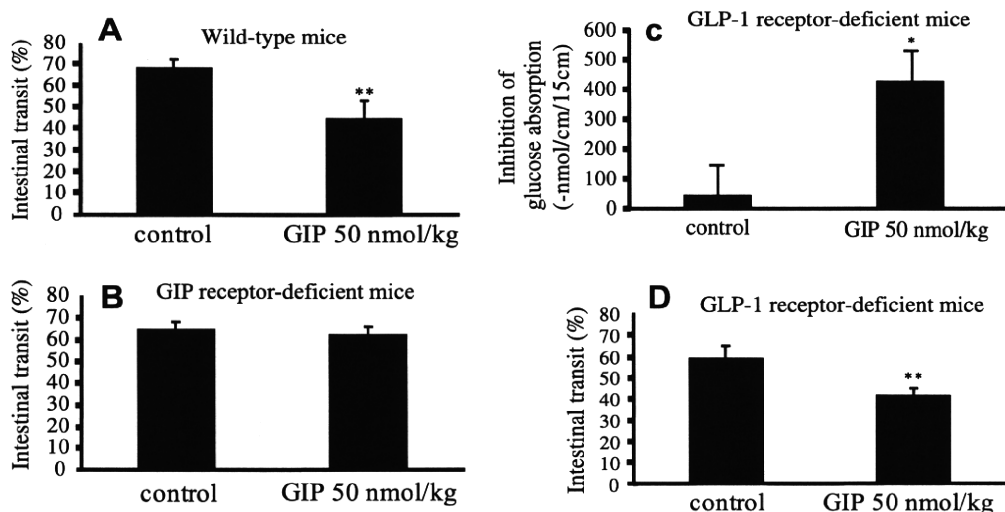 A
Wild-type mice
Intestinal transit (%)
80
70
60
50
40
30
20
10
0
**
control
GIP 50 nmol/kg
B
GIP receptor-deficient mice
Intestinal transit (%)
80
70
60
50
40
30
20
10
0
control
GIP 50 nmol/kg
c
GLP-1 receptor-deficient mice
Inhibition of
glucose absorption
(-nmol/cm/15cm)
600
500
400
300
200
100
0
*
control
GIP 50 nmol/kg
D
GLP-1 receptor-deficient mice
Intestinal transit (%)
80
70
60
50
40
30
20
10
0
**
control
GIP 50 nmol/kg